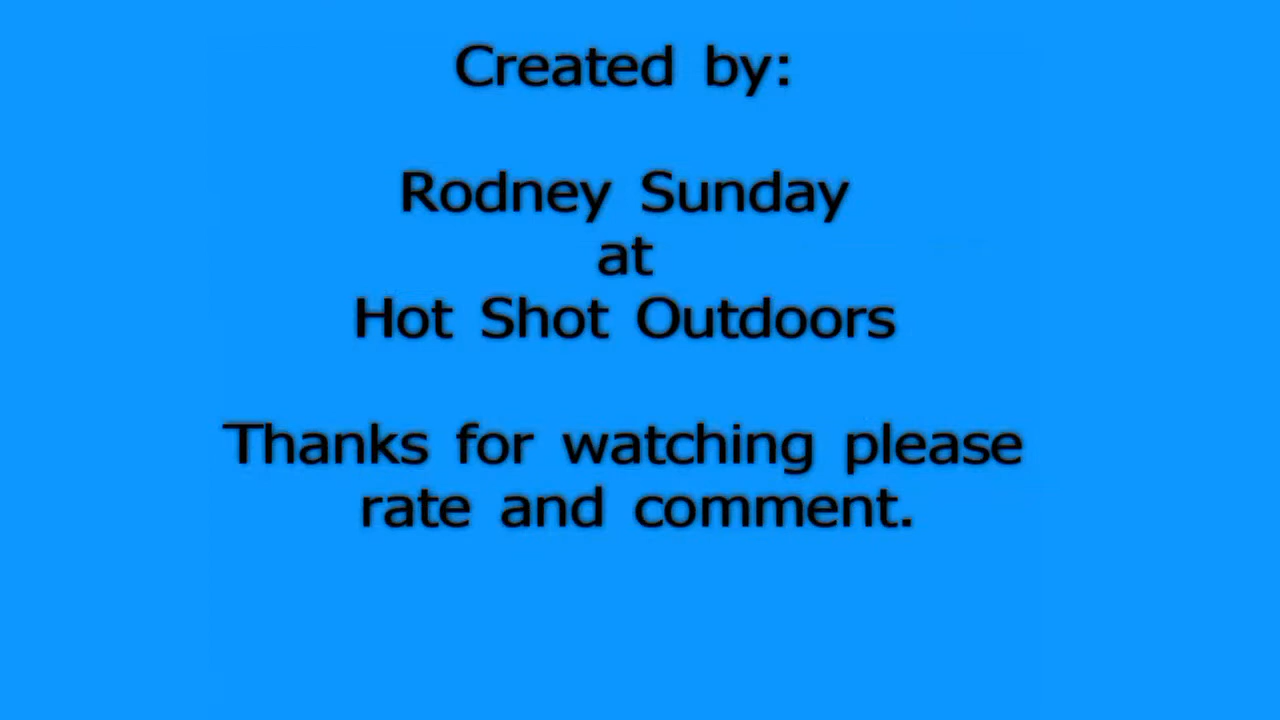 Created by:
Rodney Sunday
at
Hot Shot Outdoors
Thanks for watching please
rate and comment.